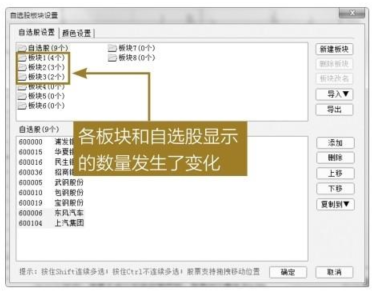 自选股板块设置
自选股设置 颜色设置
自选股(9个) 板块7(0个)
板块1(4个) 板块8(0个)
板块2(3个)
板块3(2个)
板块4(0个)
板块5(0个)
板块6(0个)
新建板块
删除板块
板块改名
导入▼
导出
自选股(9个)
各板块和自选股显示
的数量发生了变化
600000 浦发
600015 华夏
600016 民生
600036 招商
600005 武钢股份
600010 包钢股份
600019 宝钢股份
600006 东风汽车
600104 上汽集团
添加
删除
上移
下移
复制到▼
提示：按住Shift连续多选；按住Ctrl不连续多选；股票支持拖拽移动位置
确定 取消